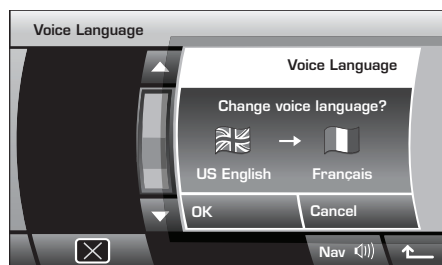 Voice Language
Voice Language
Change voice language?
US English
Français
OK
Cancel
Nav